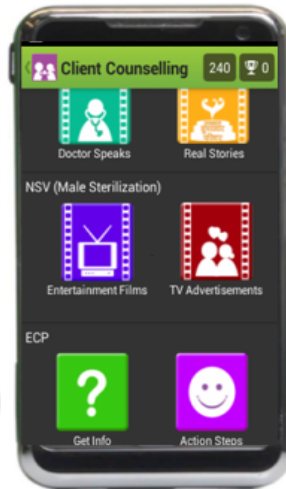 Client Counselling 240 0
Doctor Speaks Real Stories
NSV (Male Sterilization)
Entertainment Films TV Advertisements
ECP
?
Get Info Action Steps